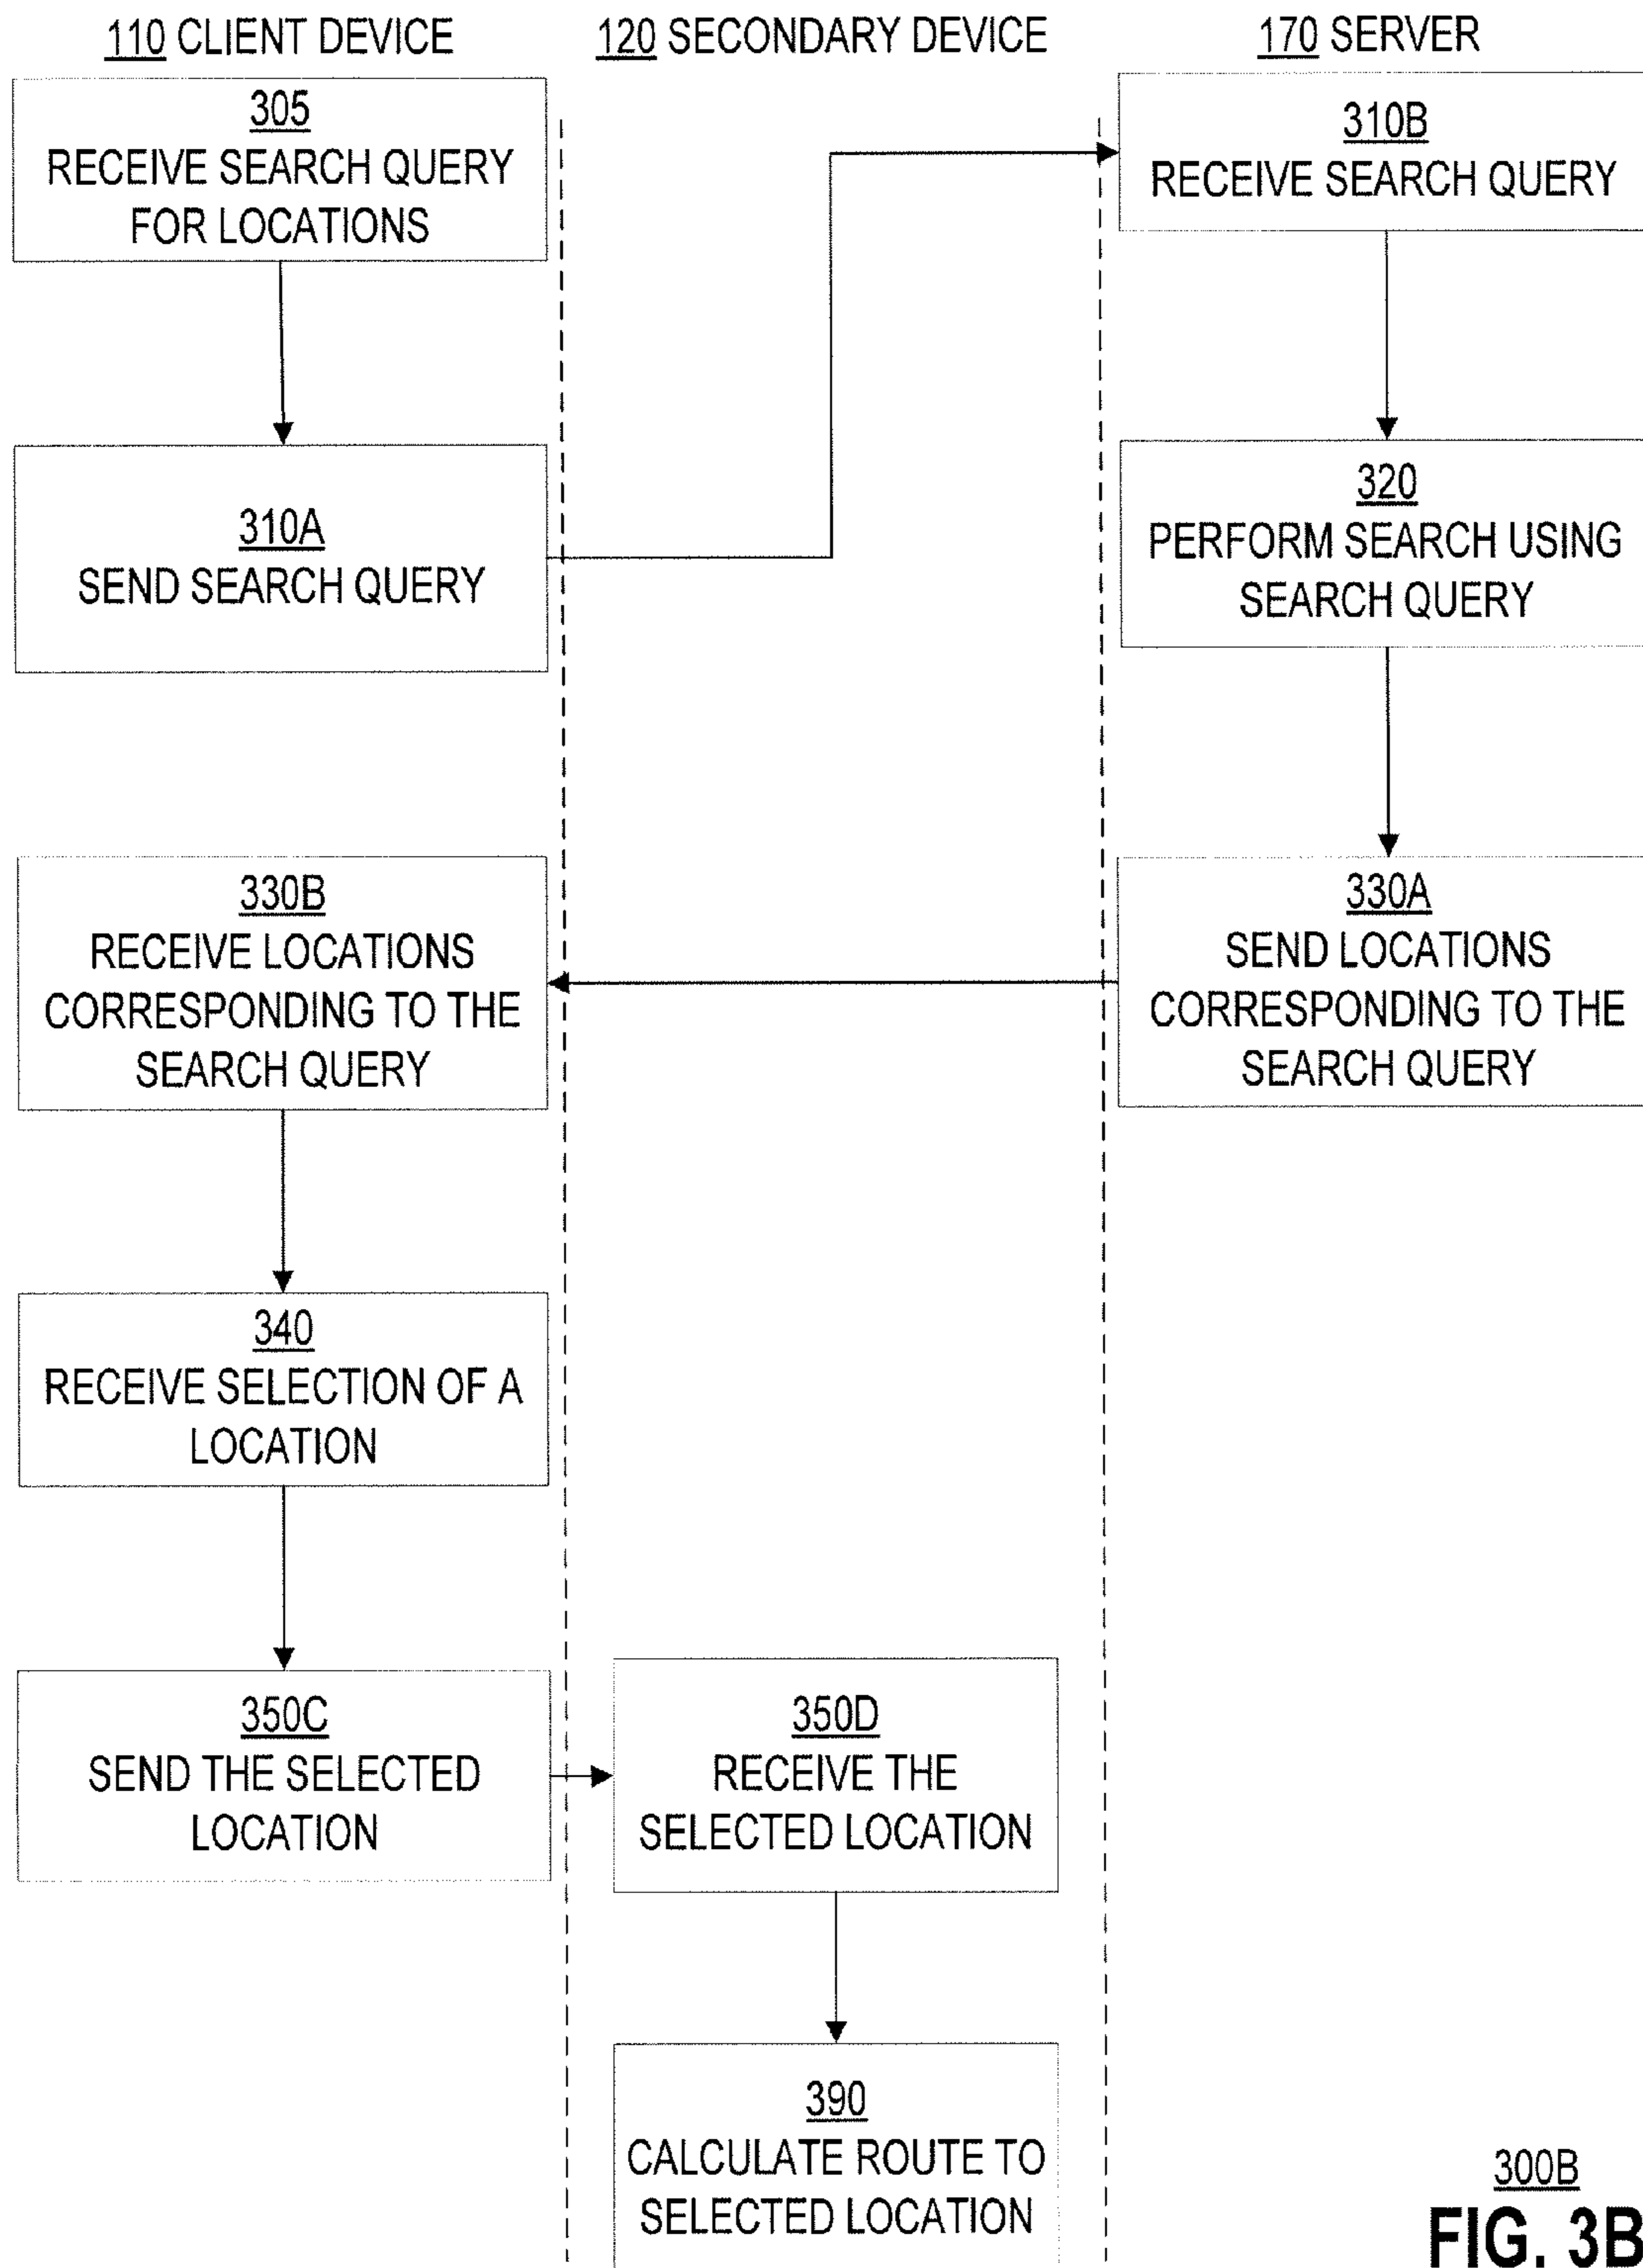 110 CLIENT DEVICE
120 SECONDARY DEVICE
170 SERVER
305
RECEIVE SEARCH QUERY
FOR LOCATIONS
310B
RECEIVE SEARCH QUERY
310A
SEND SEARCH QUERY
320
PERFORM SEARCH USING
SEARCH QUERY
330B
RECEIVE LOCATIONS
CORRESPONDING TO THE
SEARCH QUERY
330A
SEND LOCATIONS
CORRESPONDING TO THE
SEARCH QUERY
340
RECEIVE SELECTION OF A
LOCATION
350C
SEND THE SELECTED
LOCATION
350D
RECEIVE THE
SELECTED LOCATION
390
CALCULATE ROUTE TO
SELECTED LOCATION
300B
FIG. 3B